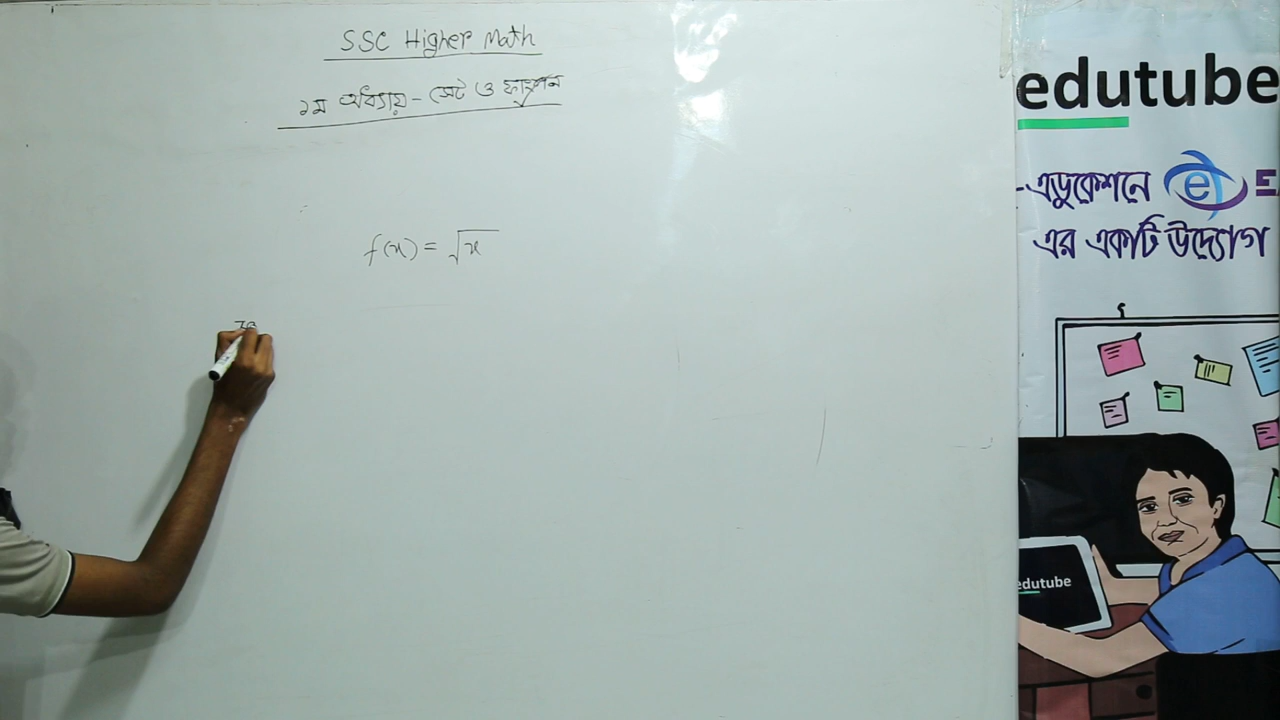 SSC Higher Math
১ম অধ্যায় - সেট ও ফাংশন
f(x) = √x
edutube
-এডুকেশনে e E
এর একটি উদ্যোগ
edutube